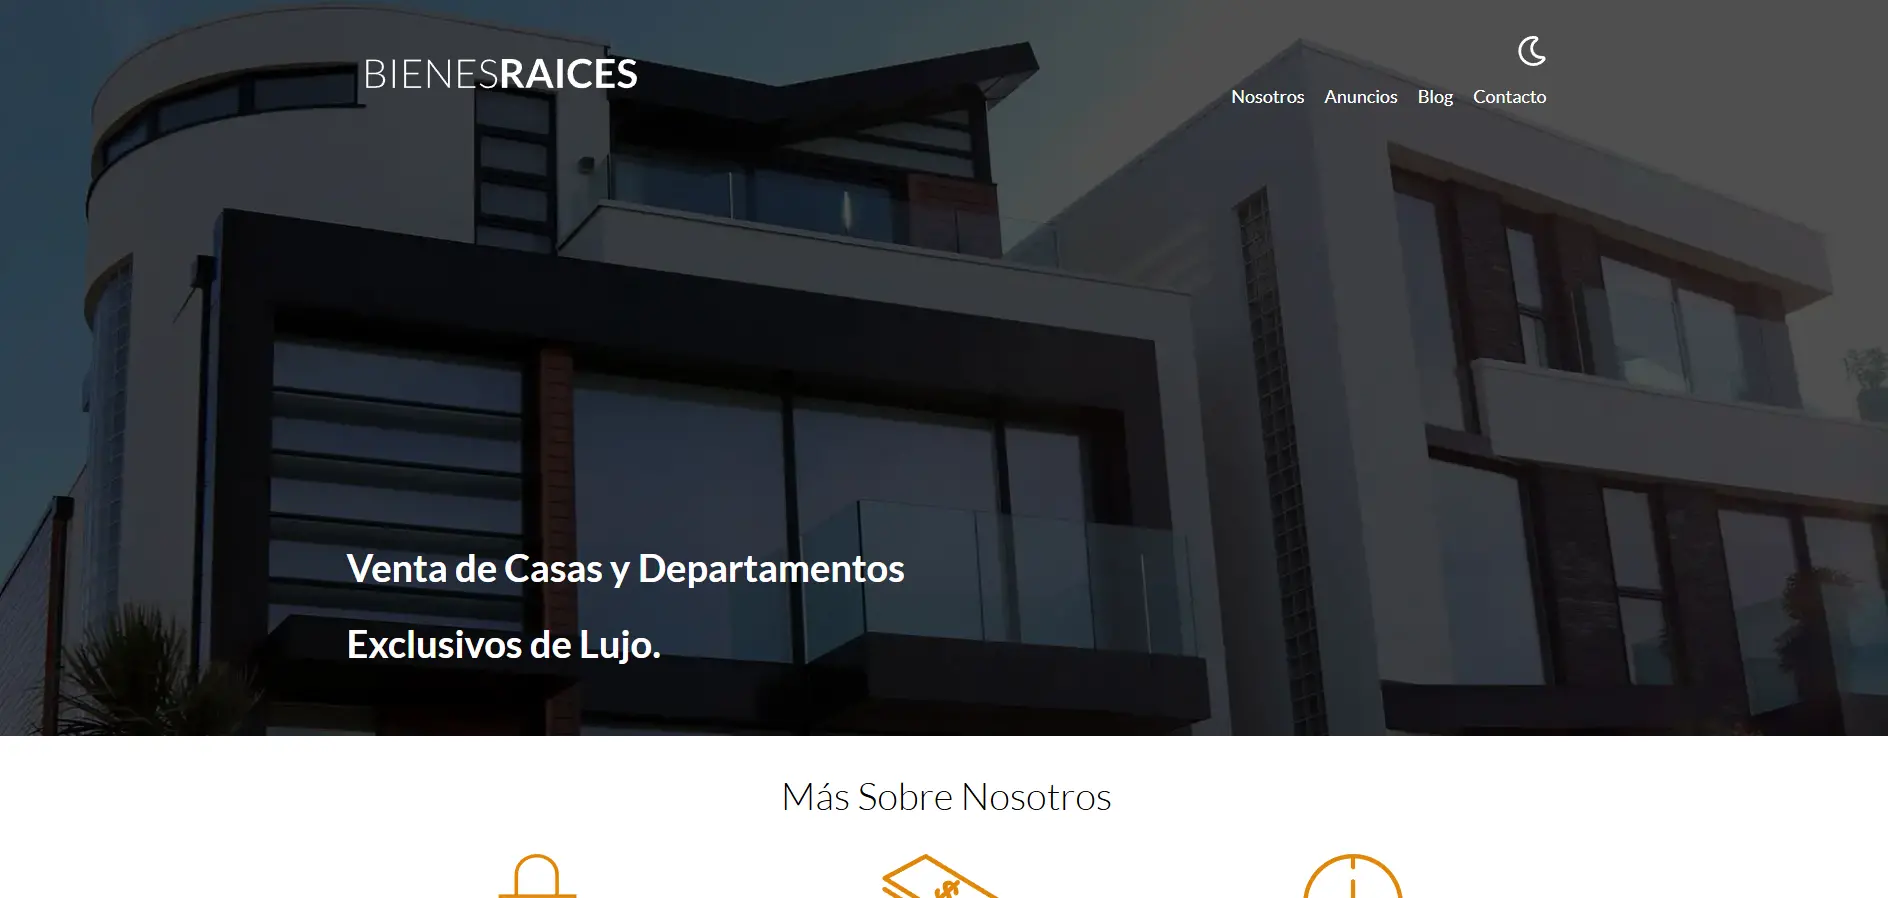 BIENESRAICES
Nosotros Anuncios Blog Contacto
Venta de Casas y Departamentos
Exclusivos de Lujo.
Más Sobre Nosotros
$